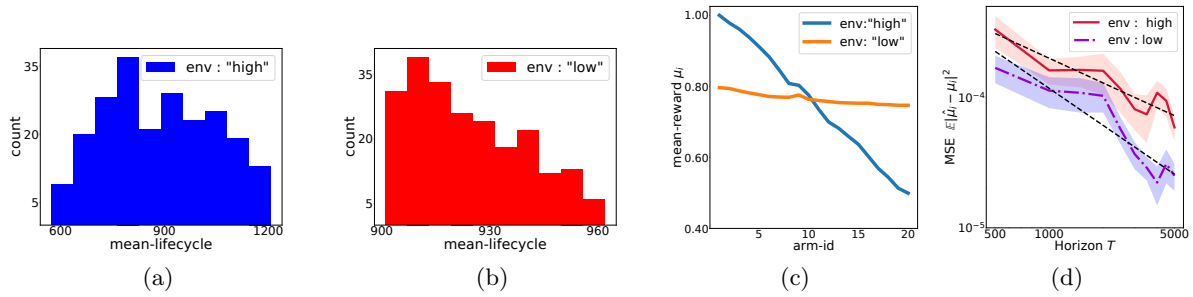 35
20
5
count
env : "high"
600
900
1200
mean-lifecycle
(a)
35
20
5
count
env : "low"
900
930
960
mean-lifecycle
(b)
1.00
0.80
0.60
0.40
mean-reward μᵢ
env:"high"
env: "low"
5
10
15
20
arm-id
(c)
10⁻⁴
10⁻⁵
MSE 𝔼|μ̂ᵢ − μᵢ|²
env : high
env : low
500
1000
5000
Horizon T
(d)